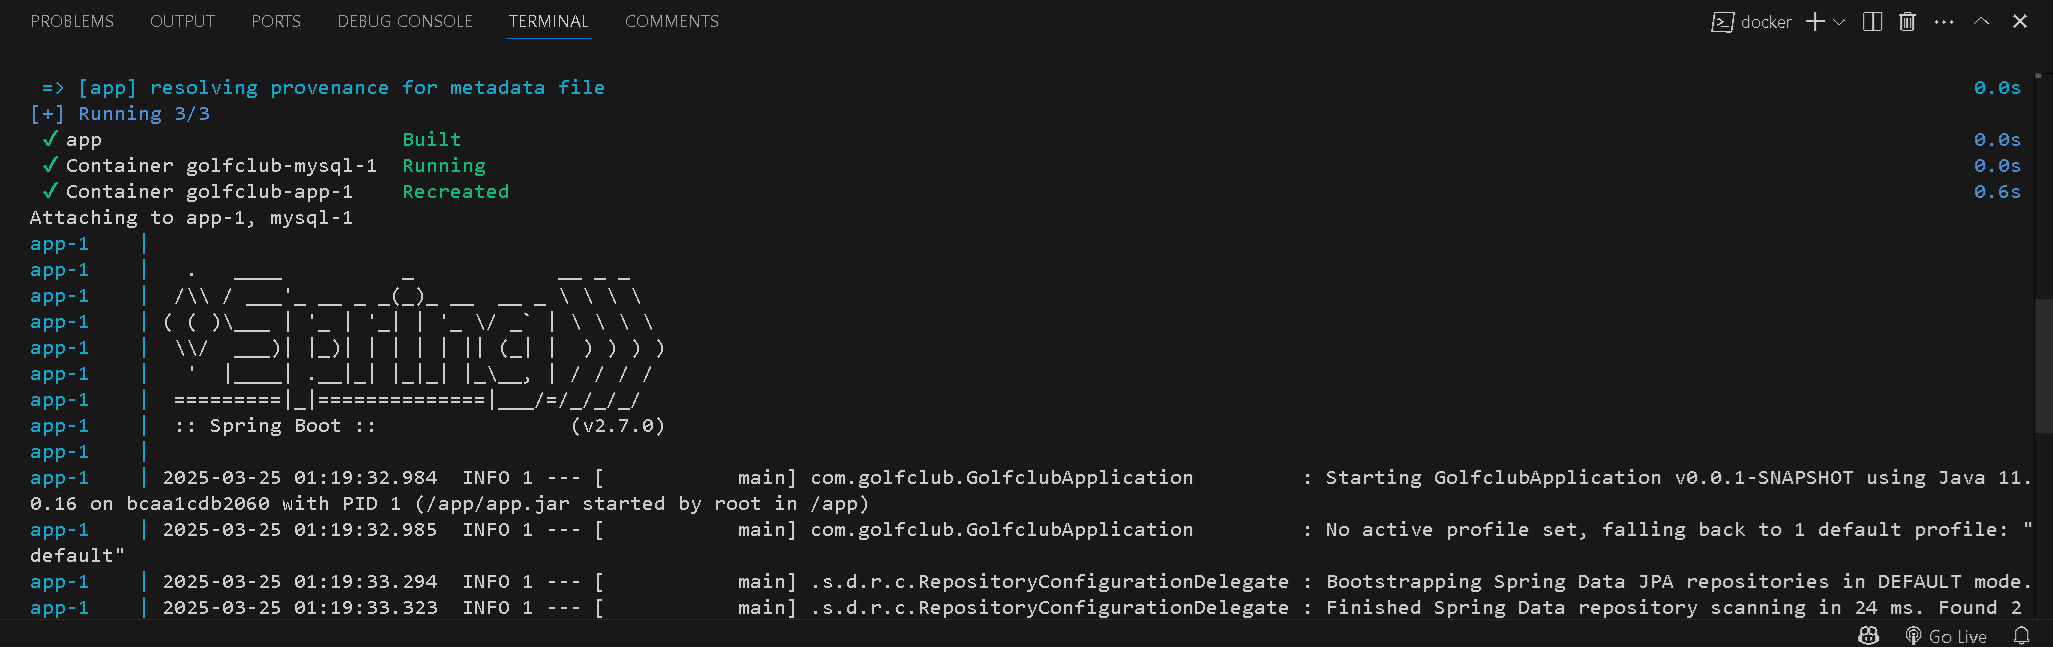 PROBLEMS OUTPUT PORTS DEBUG CONSOLE TERMINAL COMMENTS docker
=> [app] resolving provenance for metadata file 0.0s
[+] Running 3/3
✓ app Built 0.0s
✓ Container golfclub-mysql-1 Running 0.0s
✓ Container golfclub-app-1 Recreated 0.6s
Attaching to app-1, mysql-1
app-1     |
app-1     |   .   ____          _            __ _ _
app-1     |  /\\ / ___'_ __ _ _(_)_ __  __ _ \ \ \ \
app-1     | ( ( )\___ | '_ | '_| | '_ \/ _` | \ \ \ \
app-1     |  \\/  ___)| |_)| | | | | || (_| |  ) ) ) )
app-1     |   '  |____| .__|_| |_|_| |_\__, | / / / /
app-1     |  =========|_|==============|___/=/_/_/_/
app-1     |  :: Spring Boot ::                (v2.7.0)
app-1     |
app-1     | 2025-03-25 01:19:32.984  INFO 1 --- [           main] com.golfclub.GolfclubApplication         : Starting GolfclubApplication v0.0.1-SNAPSHOT using Java 11.
0.16 on bcaa1cdb2060 with PID 1 (/app/app.jar started by root in /app)
app-1     | 2025-03-25 01:19:32.985  INFO 1 --- [           main] com.golfclub.GolfclubApplication         : No active profile set, falling back to 1 default profile: "
default"
app-1     | 2025-03-25 01:19:33.294  INFO 1 --- [           main] .s.d.r.c.RepositoryConfigurationDelegate : Bootstrapping Spring Data JPA repositories in DEFAULT mode.
app-1     | 2025-03-25 01:19:33.323  INFO 1 --- [           main] .s.d.r.c.RepositoryConfigurationDelegate : Finished Spring Data repository scanning in 24 ms. Found 2
Go Live